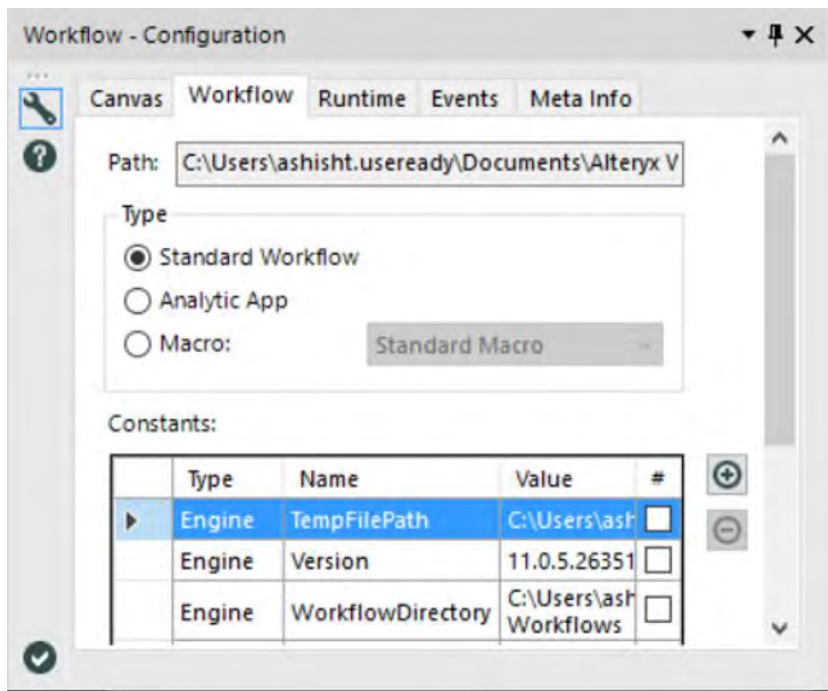 Workflow - Configuration
Canvas Workflow Runtime Events Meta Info
Path: C:\Users\ashisht.useready\Documents\Alteryx V
Type
Standard Workflow
Analytic App
Macro: Standard Macro
Constants:
Type Name Value #
Engine TempFilePath C:\Users\ash
Engine Version 11.0.5.26351
Engine WorkflowDirectory C:\Users\ash
Workflows